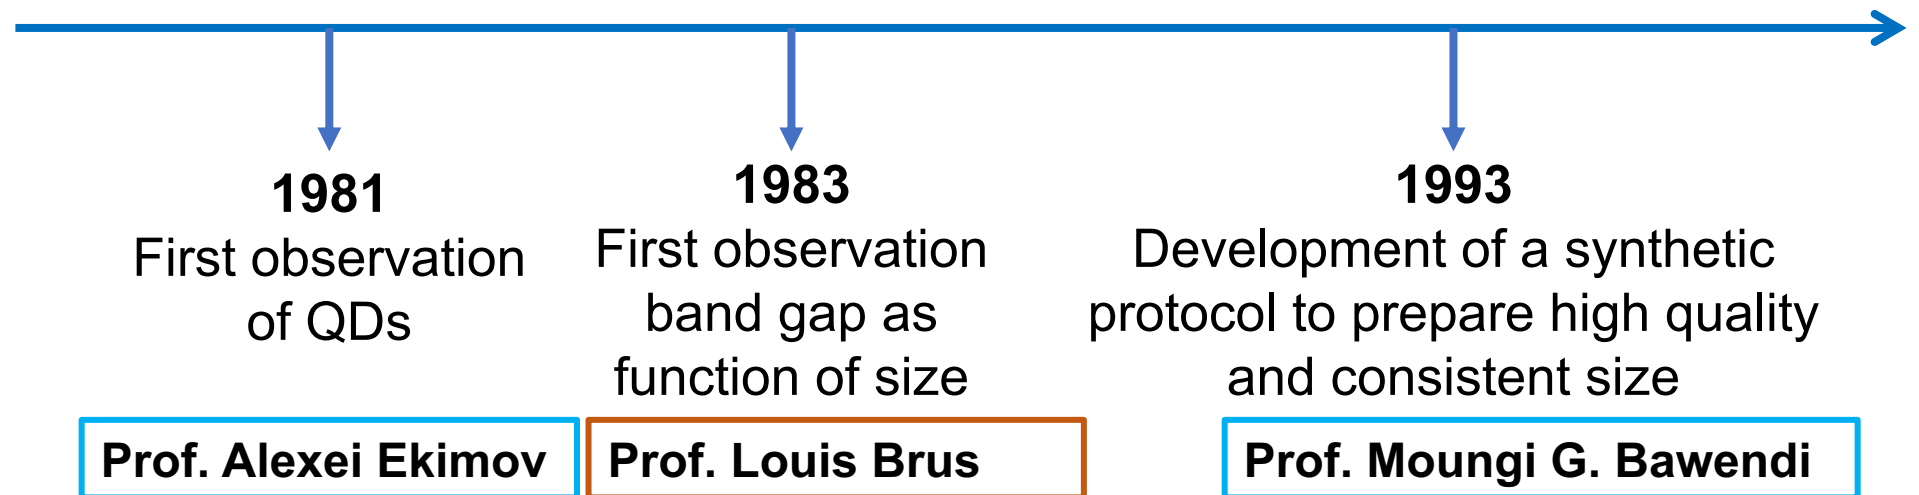 1981
First observation
of QDs
Prof. Alexei Ekimov
1983
First observation
band gap as
function of size
Prof. Louis Brus
1993
Development of a synthetic
protocol to prepare high quality
and consistent size
Prof. Moungi G. Bawendi